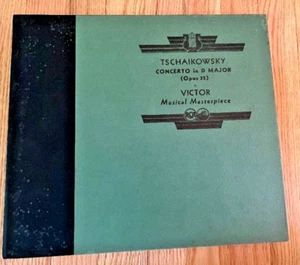 TSCHAIKOWSKY
CONCERTO in D MAJOR
(Opus 35)
VICTOR
Musical Masterpiece